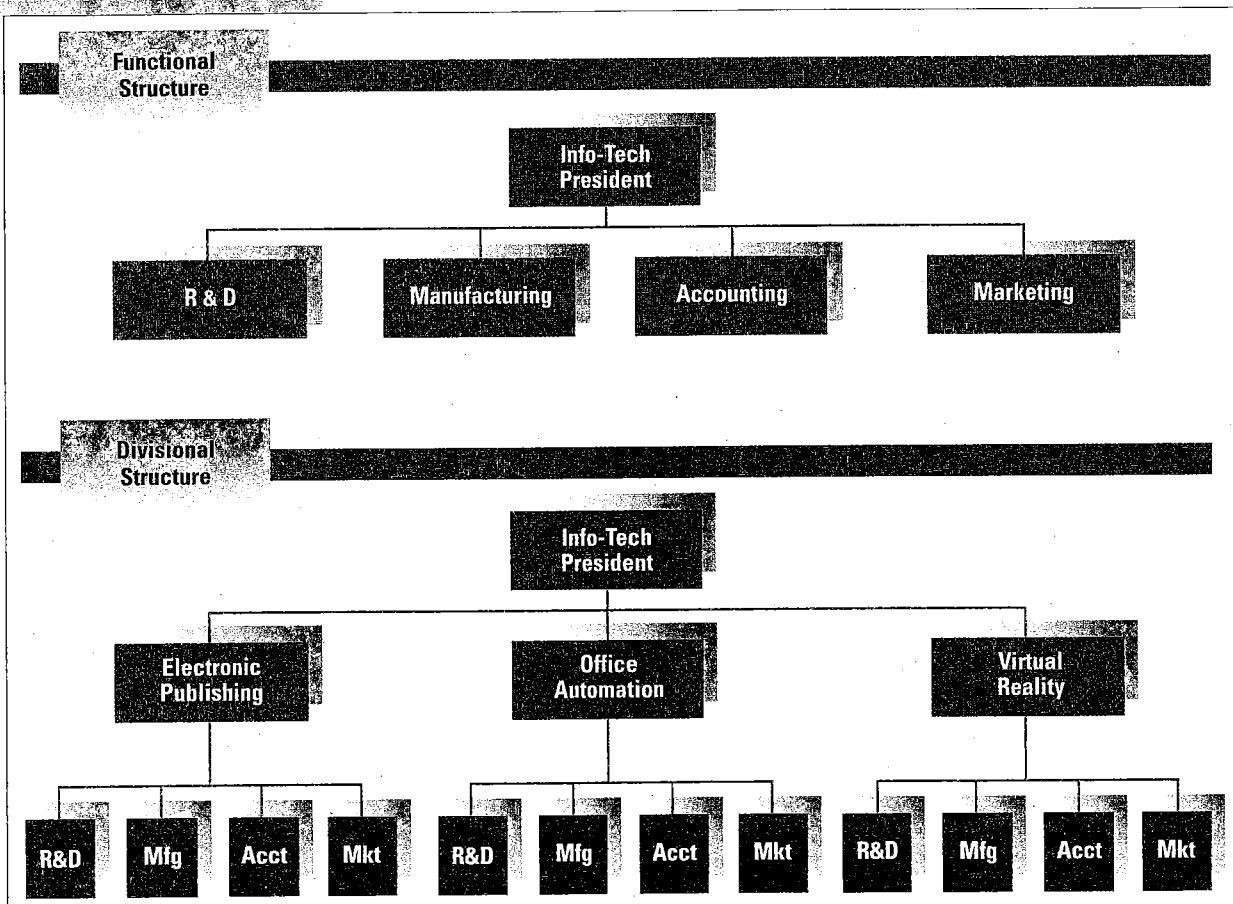 Functional
Structure
Info-Tech
President
R & D
Manufacturing
Accounting
Marketing
Divisional
Structure
Info-Tech
President
Electronic
Publishing
Office
Automation
Virtual
Reality
R&D
Mfg
Acct
Mkt
R&D
Mfg
Acct
Mkt
R&D
Mfg
Acct
Mkt